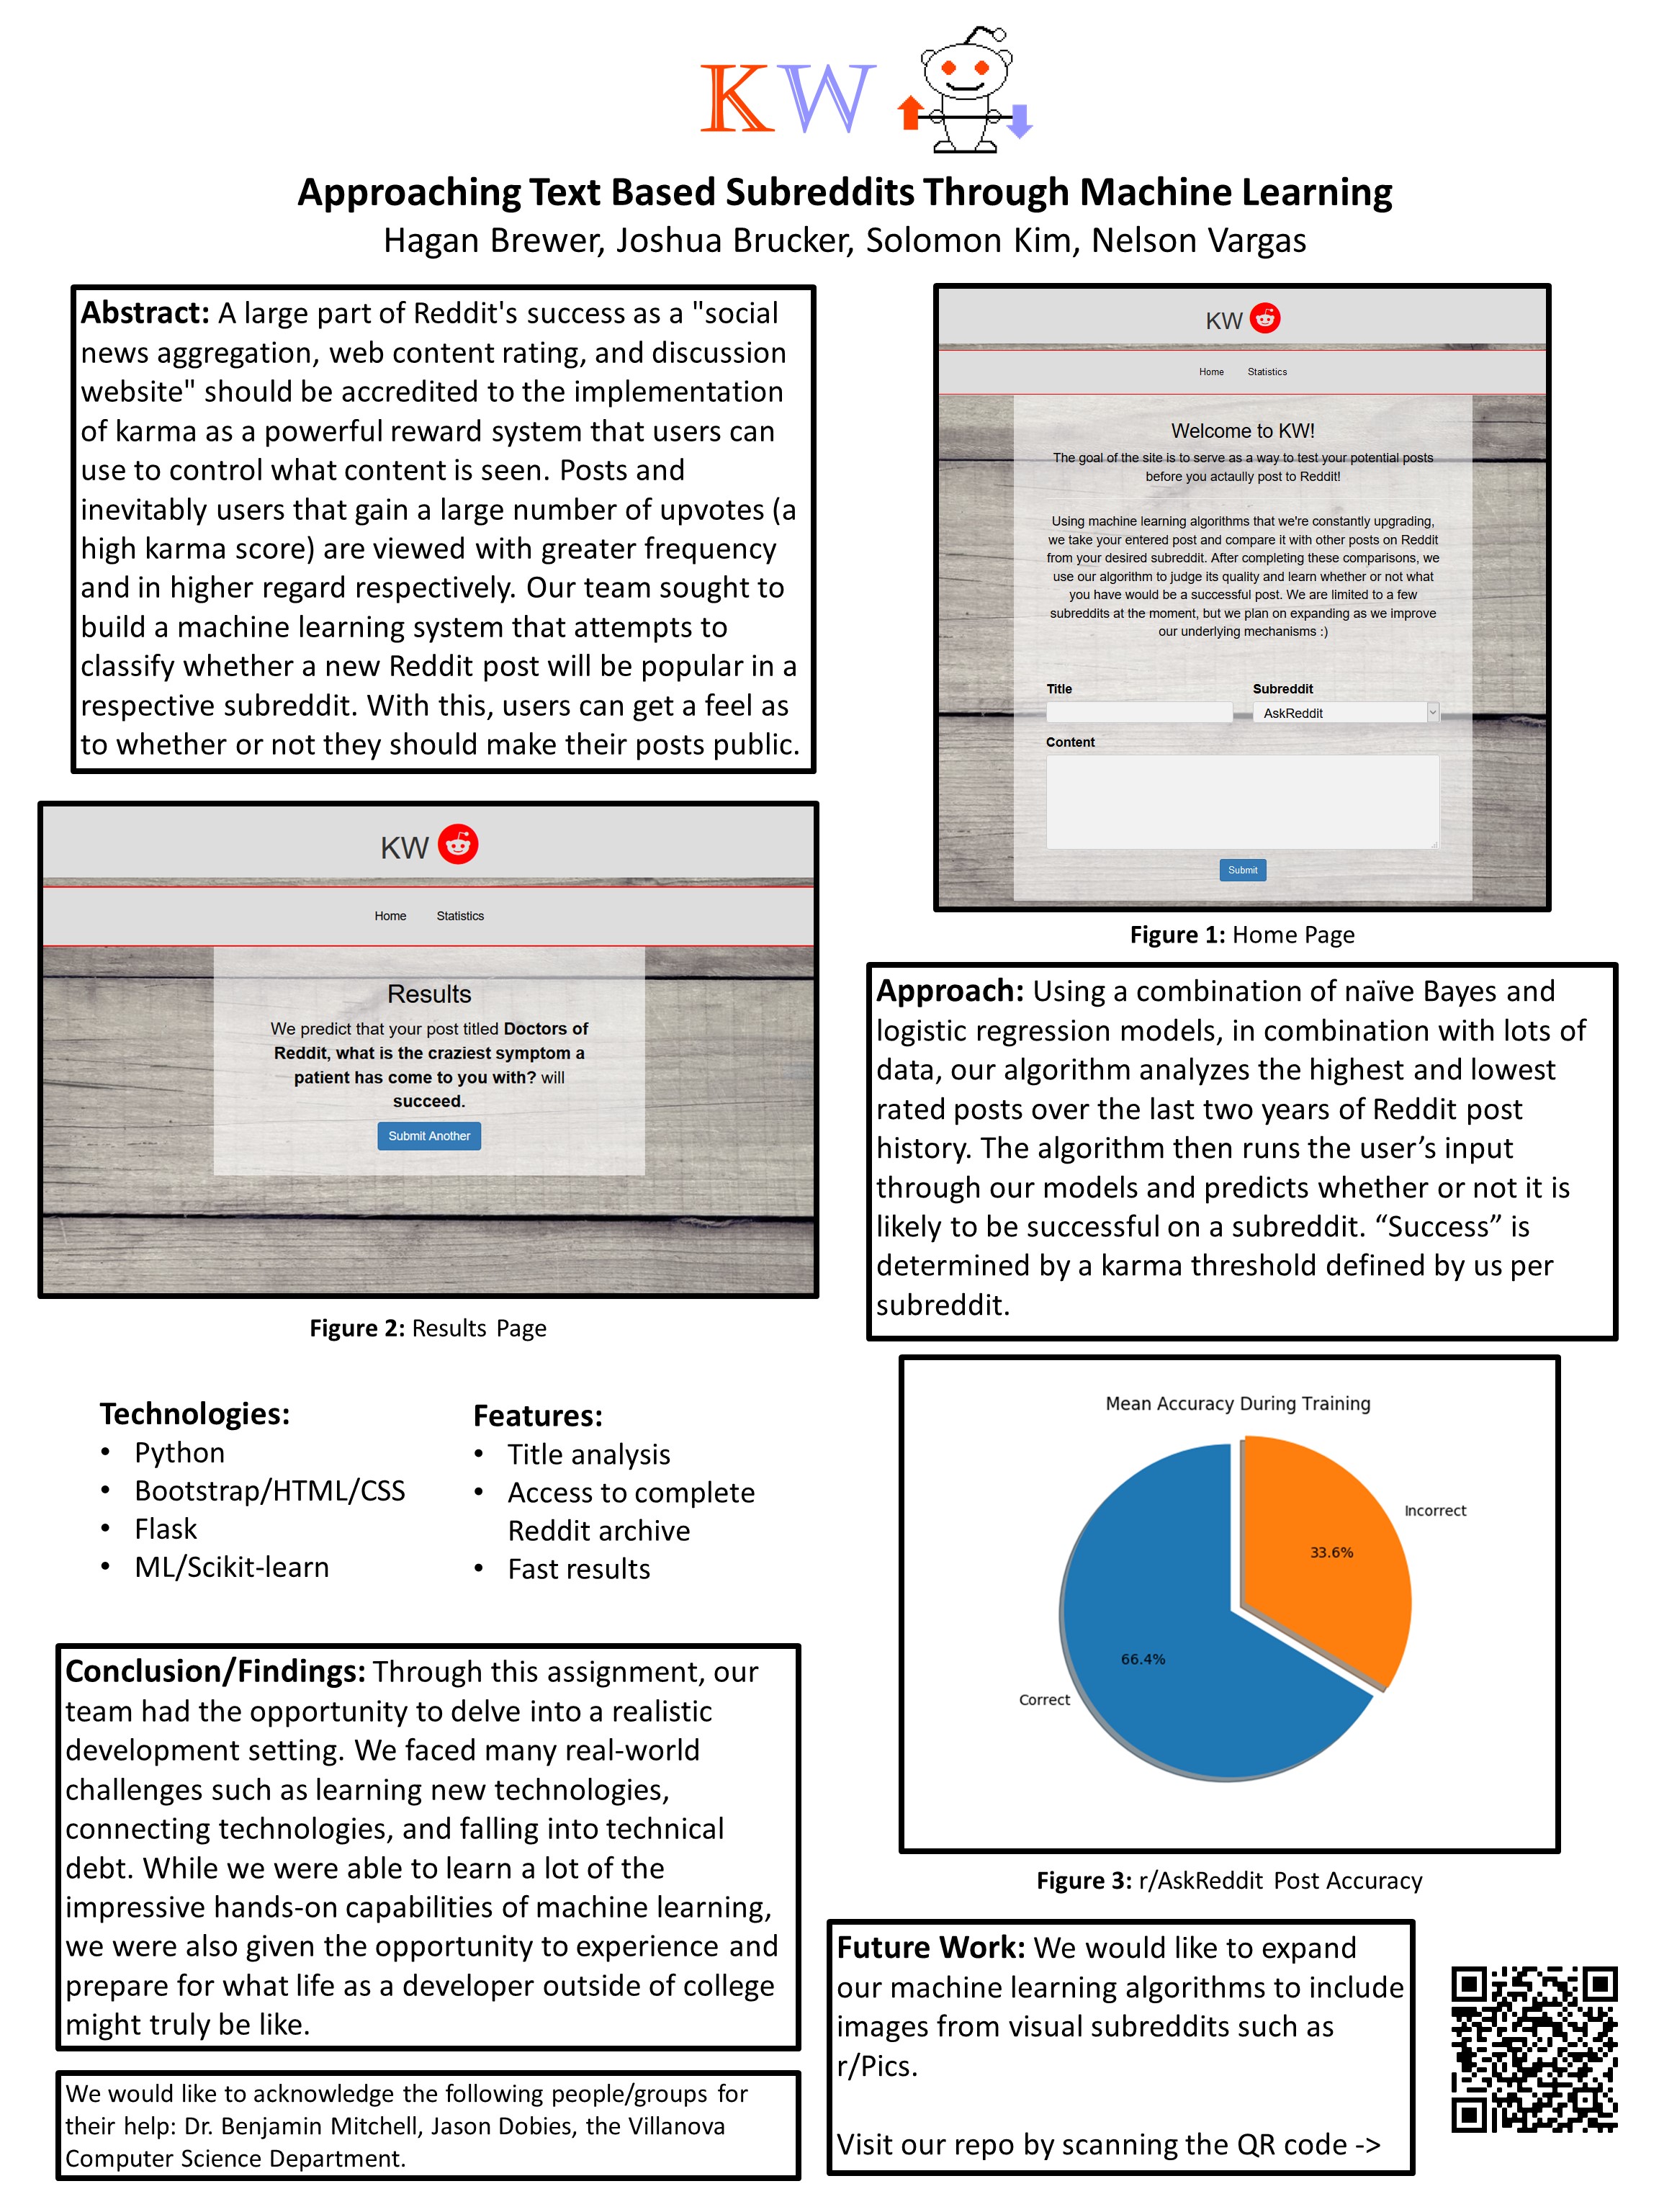 KW
Approaching Text Based Subreddits Through Machine Learning
Hagan Brewer, Joshua Brucker, Solomon Kim, Nelson Vargas
Abstract: A large part of Reddit's success as a "social
news aggregation, web content rating, and discussion
website" should be accredited to the implementation
of karma as a powerful reward system that users can
use to control what content is seen. Posts and
inevitably users that gain a large number of upvotes (a
high karma score) are viewed with greater frequency
and in higher regard respectively. Our team sought to
build a machine learning system that attempts to
classify whether a new Reddit post will be popular in a
respective subreddit. With this, users can get a feel as
to whether or not they should make their posts public.
KW
Home Statistics
Welcome to KW!
The goal of the site is to serve as a way to test your potential posts
before you actaully post to Reddit!
Using machine learning algorithms that we're constantly upgrading,
we take your entered post and compare it with other posts on Reddit
from your desired subreddit. After completing these comparisons, we
use our algorithm to judge its quality and learn whether or not what
you have would be a successful post. We are limited to a few
subreddits at the moment, but we plan on expanding as we improve
our underlying mechanisms :)
Title Subreddit
AskReddit
Content
Submit
Figure 1: Home Page
KW
Home Statistics
Results
We predict that your post titled Doctors of
Reddit, what is the craziest symptom a
patient has come to you with? will
succeed.
Submit Another
Figure 2: Results Page
Approach: Using a combination of naïve Bayes and
logistic regression models, in combination with lots of
data, our algorithm analyzes the highest and lowest
rated posts over the last two years of Reddit post
history. The algorithm then runs the user’s input
through our models and predicts whether or not it is
likely to be successful on a subreddit. “Success” is
determined by a karma threshold defined by us per
subreddit.
Technologies:
• Python
• Bootstrap/HTML/CSS
• Flask
• ML/Scikit-learn
Features:
• Title analysis
• Access to complete
Reddit archive
• Fast results
Mean Accuracy During Training
Incorrect
33.6%
66.4%
Correct
Figure 3: r/AskReddit Post Accuracy
Conclusion/Findings: Through this assignment, our
team had the opportunity to delve into a realistic
development setting. We faced many real-world
challenges such as learning new technologies,
connecting technologies, and falling into technical
debt. While we were able to learn a lot of the
impressive hands-on capabilities of machine learning,
we were also given the opportunity to experience and
prepare for what life as a developer outside of college
might truly be like.
We would like to acknowledge the following people/groups for
their help: Dr. Benjamin Mitchell, Jason Dobies, the Villanova
Computer Science Department.
Future Work: We would like to expand
our machine learning algorithms to include
images from visual subreddits such as
r/Pics.
Visit our repo by scanning the QR code ->